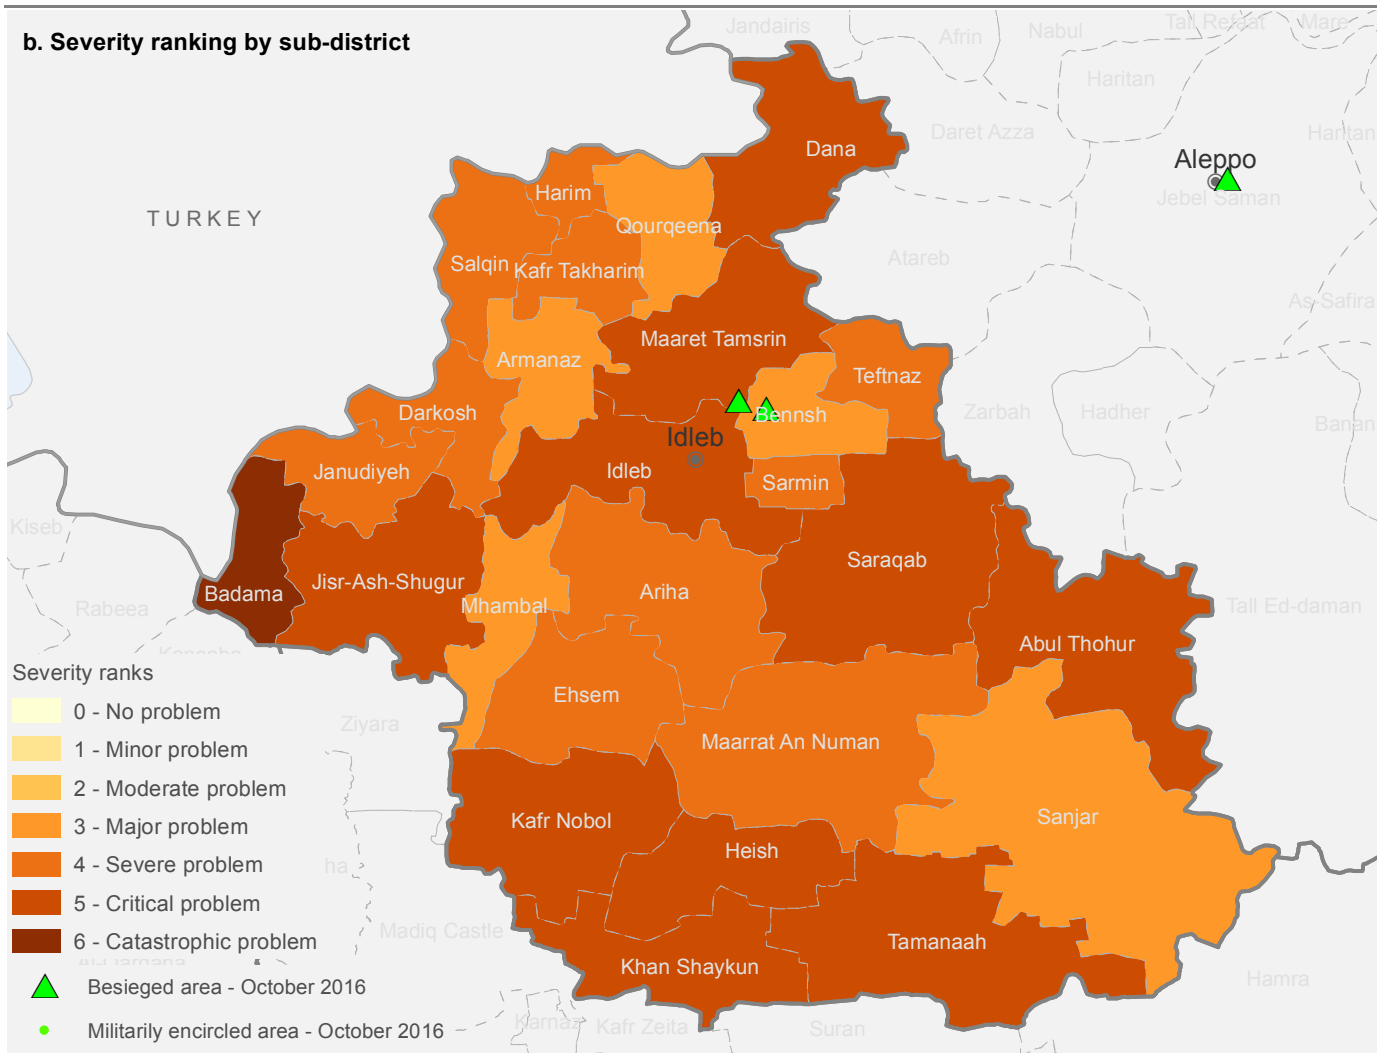 b. Severity ranking by sub-district
Jandairis
Afrin
Nabul
Tall Refaat
Mare
Haritan
Daret Azza
Haritan
Dana
Aleppo
Jebel Saman
TURKEY
Harim
Qourqeena
Salqin
Kafr Takharim
Atareb
As-Safira
Maaret Tamsrin
Armanaz
Teftnaz
Darkosh
Bennsh
Zarbah
Hadher
Banan
Idleb
Janudiyeh
Idleb
Sarmin
Kiseb
Saraqab
Jisr-Ash-Shugur
Badama
Ariha
Mhambal
Rabeea
Tall Ed-daman
Abul Thohur
Severity ranks
Ehsem
0 - No problem
Ziyara
Maarrat An Numan
1 - Minor problem
2 - Moderate problem
3 - Major problem
Kafr Nobol
Sanjar
Heish
4 - Severe problem
ha
5 - Critical problem
Madiq Castle
6 - Catastrophic problem
Tamanaah
Khan Shaykun
Hamra
Besieged area - October 2016
Karnaz
Kafr Zeita
Suran
Militarily encircled area - October 2016